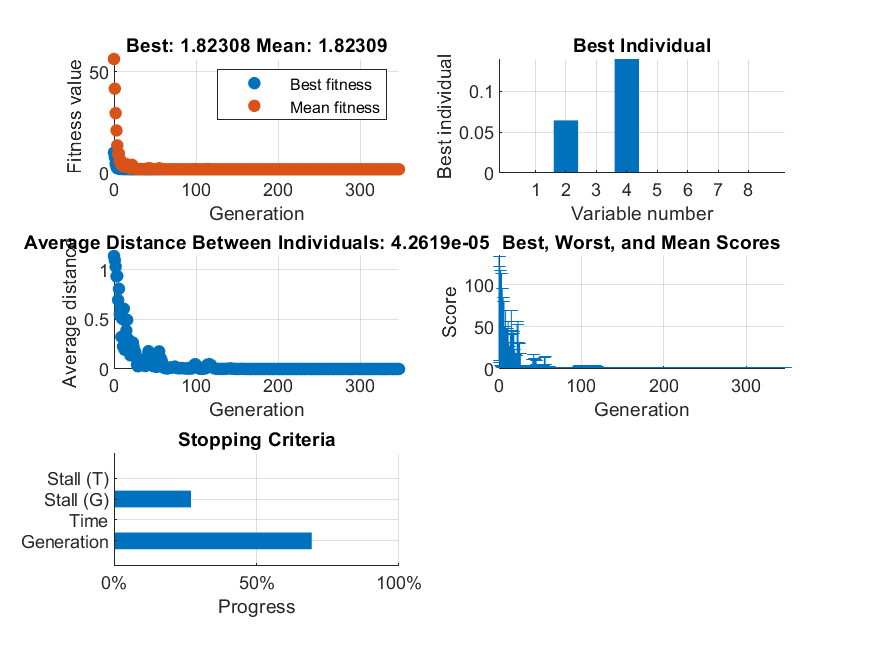 Best: 1.82308 Mean: 1.82309
Fitness value
50
0
Best fitness
Mean fitness
0 100 200 300
Generation
Best Individual
Best individual
0.1
0.05
0
1 2 3 4 5 6 7 8
Variable number
Average Distance Between Individuals: 4.2619e-05
Average distance
1
0.5
0
0 100 200 300
Generation
Best, Worst, and Mean Scores
Score
100
50
0
0 100 200 300
Generation
Stopping Criteria
Stall (T)
Stall (G)
Time
Generation
0% 50% 100%
Progress